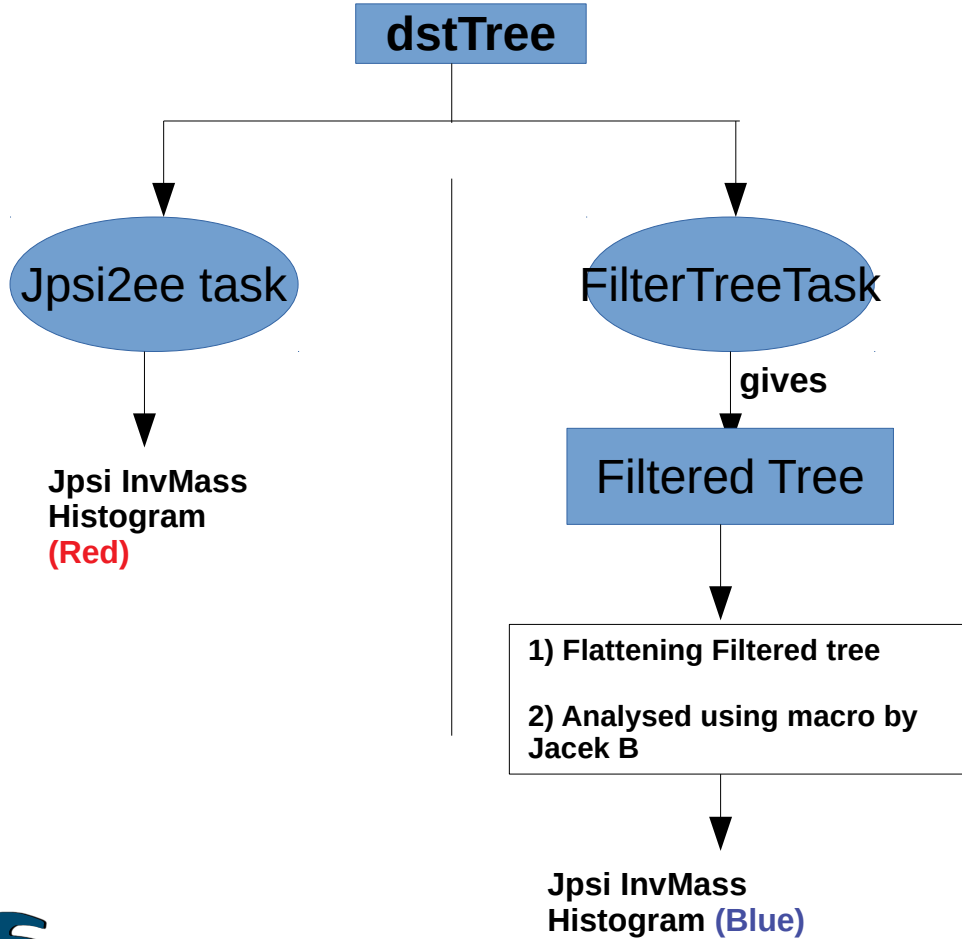 dstTree
Jpsi2ee task
FilterTreeTask
gives
Jpsi InvMass
Histogram
(Red)
Filtered Tree
1) Flattening Filtered tree
2) Analysed using macro by
Jacek B
Jpsi InvMass
Histogram (Blue)